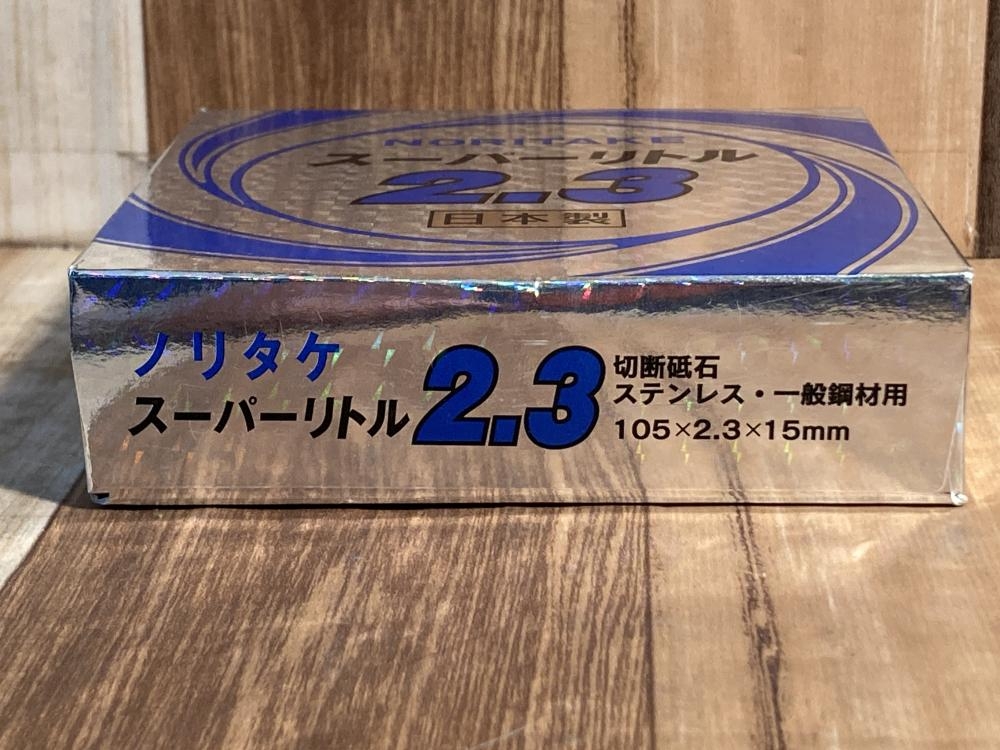 NORITAKE
スーパーリトル
2.3
日本製
ノリタケ
スーパーリトル 2.3
切断砥石
ステンレス・一般鋼材用
105×2.3×15mm